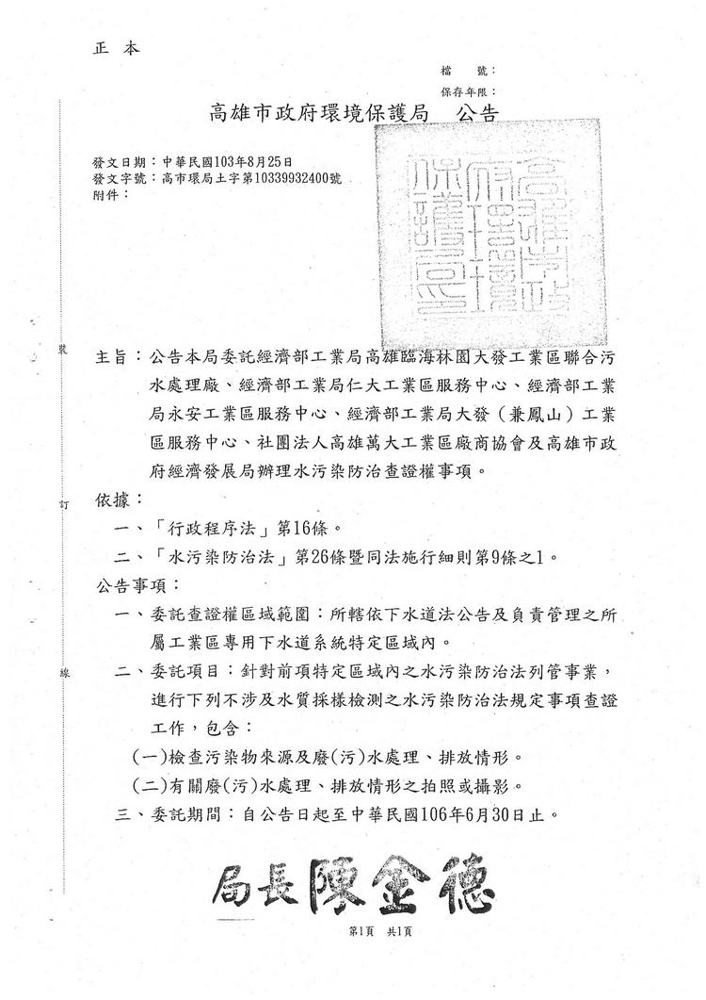 正 本
檔 號：
保存年限：
高雄市政府環境保護局 公告
高雄市政
府環境
保護局印
發文日期：中華民國103年8月25日
發文字號：高市環局土字第10339932400號
附件：
主旨：公告本局委託經濟部工業局高雄臨海林園大發工業區聯合污
水處理廠、經濟部工業局仁大工業區服務中心、經濟部工業
局永安工業區服務中心、經濟部工業局大發（兼鳳山）工業
區服務中心、社團法人高雄萬大工業區廠商協會及高雄市政
府經濟發展局辦理水污染防治查證權事項。
依據：
一、「行政程序法」第16條。
二、「水污染防治法」第26條暨同法施行細則第9條之1。
公告事項：
一、委託查證權區域範圍：所轄依下水道法公告及負責管理之所
屬工業區專用下水道系統特定區域內。
二、委託項目：針對前項特定區域內之水污染防治法列管事業，
進行下列不涉及水質採樣檢測之水污染防治法規定事項查證
工作，包含：
(一)檢查污染物來源及廢(污)水處理、排放情形。
(二)有關廢(污)水處理、排放情形之拍照或攝影。
三、委託期間：自公告日起至中華民國106年6月30日止。
裝
訂
線
局長陳金德
第1頁 共1頁